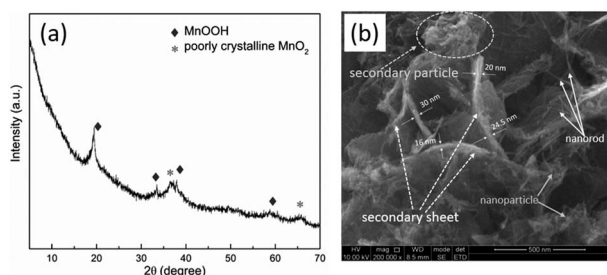 (a)
◆ MnOOH
* poorly crystalline MnO₂
Intensity (a.u.)
10 20 30 40 50 60 70
2θ (degree)
(b)
secondary particle
20 nm
30 nm
nanorod
16 nm
24.5 nm
nanoparticle
secondary sheet
HV mag □ WD mode det
10.00 kV 200 000 x 8.5 mm SE ETD
500 nm